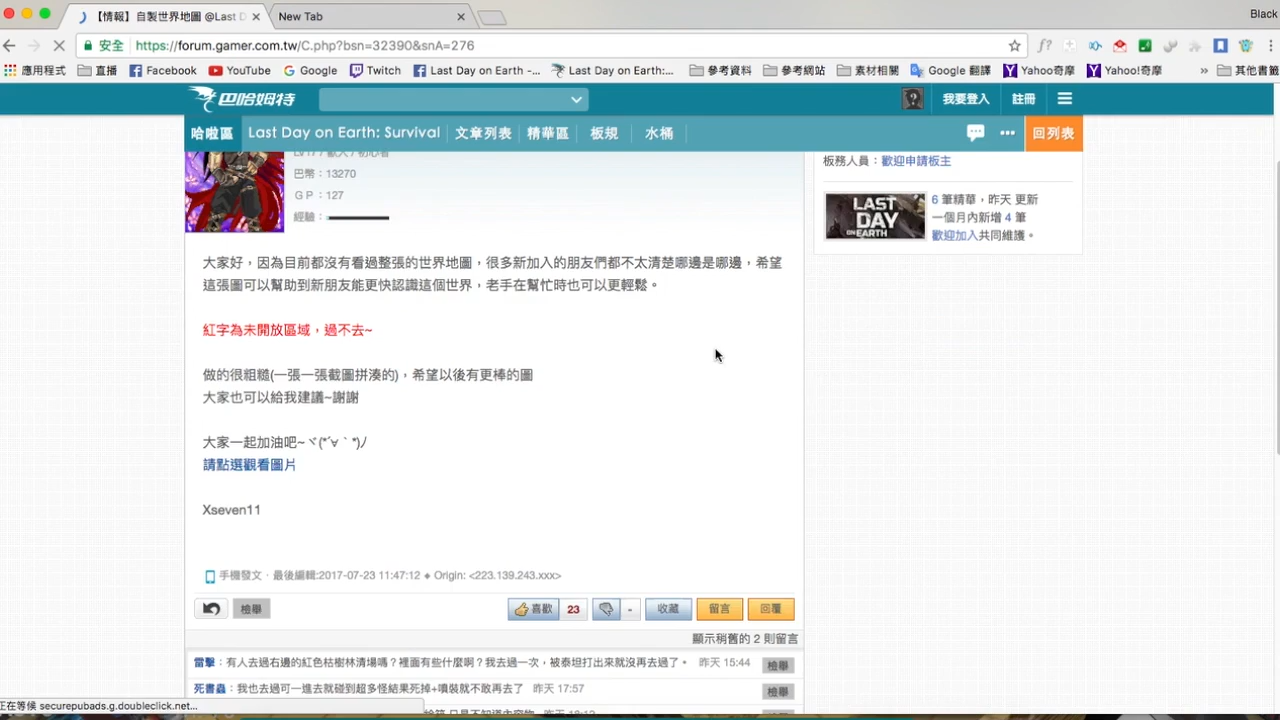 【情報】自製世界地圖 @Last D
New Tab
Black
安全
https://forum.gamer.com.tw/C.php?bsn=32390&snA=276
應用程式
直播
Facebook
YouTube
Google
Twitch
Last Day on Earth -...
Last Day on Earth:...
參考資料
參考網站
素材相關
Google 翻譯
Yahoo奇摩
Yahoo!奇摩
»
其他書籤
巴哈姆特
我要登入
註冊
哈啦區
Last Day on Earth: Survival
文章列表
精華區
板規
水桶
回列表
巴幣：13270
GP：127
經驗：
板務人員：歡迎申請板主
LAST
DAY
ON EARTH
6 筆精華，昨天 更新
一個月內新增 4 筆
歡迎加入共同維護。
大家好，因為目前都沒有看過整張的世界地圖，很多新加入的朋友們都不太清楚哪邊是哪邊，希望
這張圖可以幫助到新朋友能更快認識這個世界，老手在幫忙時也可以更輕鬆。
紅字為未開放區域，過不去~
做的很粗糙(一張一張截圖拼湊的)，希望以後有更棒的圖
大家也可以給我建議~謝謝
大家一起加油吧~ヾ(*´∀｀*)ﾉ
請點選觀看圖片
Xseven11
手機發文．最後編輯:2017-07-23 11:47:12 ◆ Origin: <223.139.243.xxx>
檢舉
喜歡
23
-
收藏
留言
回覆
顯示稍舊的 2 則留言
雷擊：有人去過右邊的紅色枯樹林清場嗎？裡面有些什麼啊？我去過一次，被泰坦打出來就沒再去過了。 昨天 15:44
檢舉
死書蟲：我也去過可一進去就碰到超多怪結果死掉+噴裝就不敢再去了 昨天 17:57
檢舉
正在等候 securepubads.g.doubleclick.net...